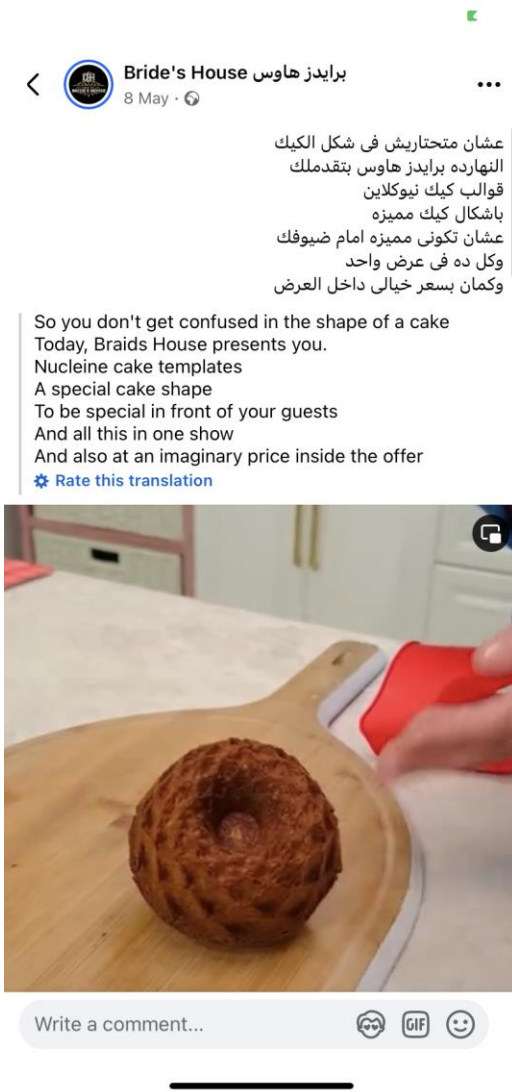 Bride's House برايدز هاوس
8 May
عشان متحتاريش فى شكل الكيك
النهارده برايدز هاوس بتقدملك
قوالب كيك نيوكلاين
باشكال كيك مميزه
عشان تكونى مميزه امام ضيوفك
وكل ده فى عرض واحد
وكمان بسعر خيالى داخل العرض
So you don't get confused in the shape of a cake
Today, Braids House presents you.
Nucleine cake templates
A special cake shape
To be special in front of your guests
And all this in one show
And also at an imaginary price inside the offer
Rate this translation
Write a comment...
GIF